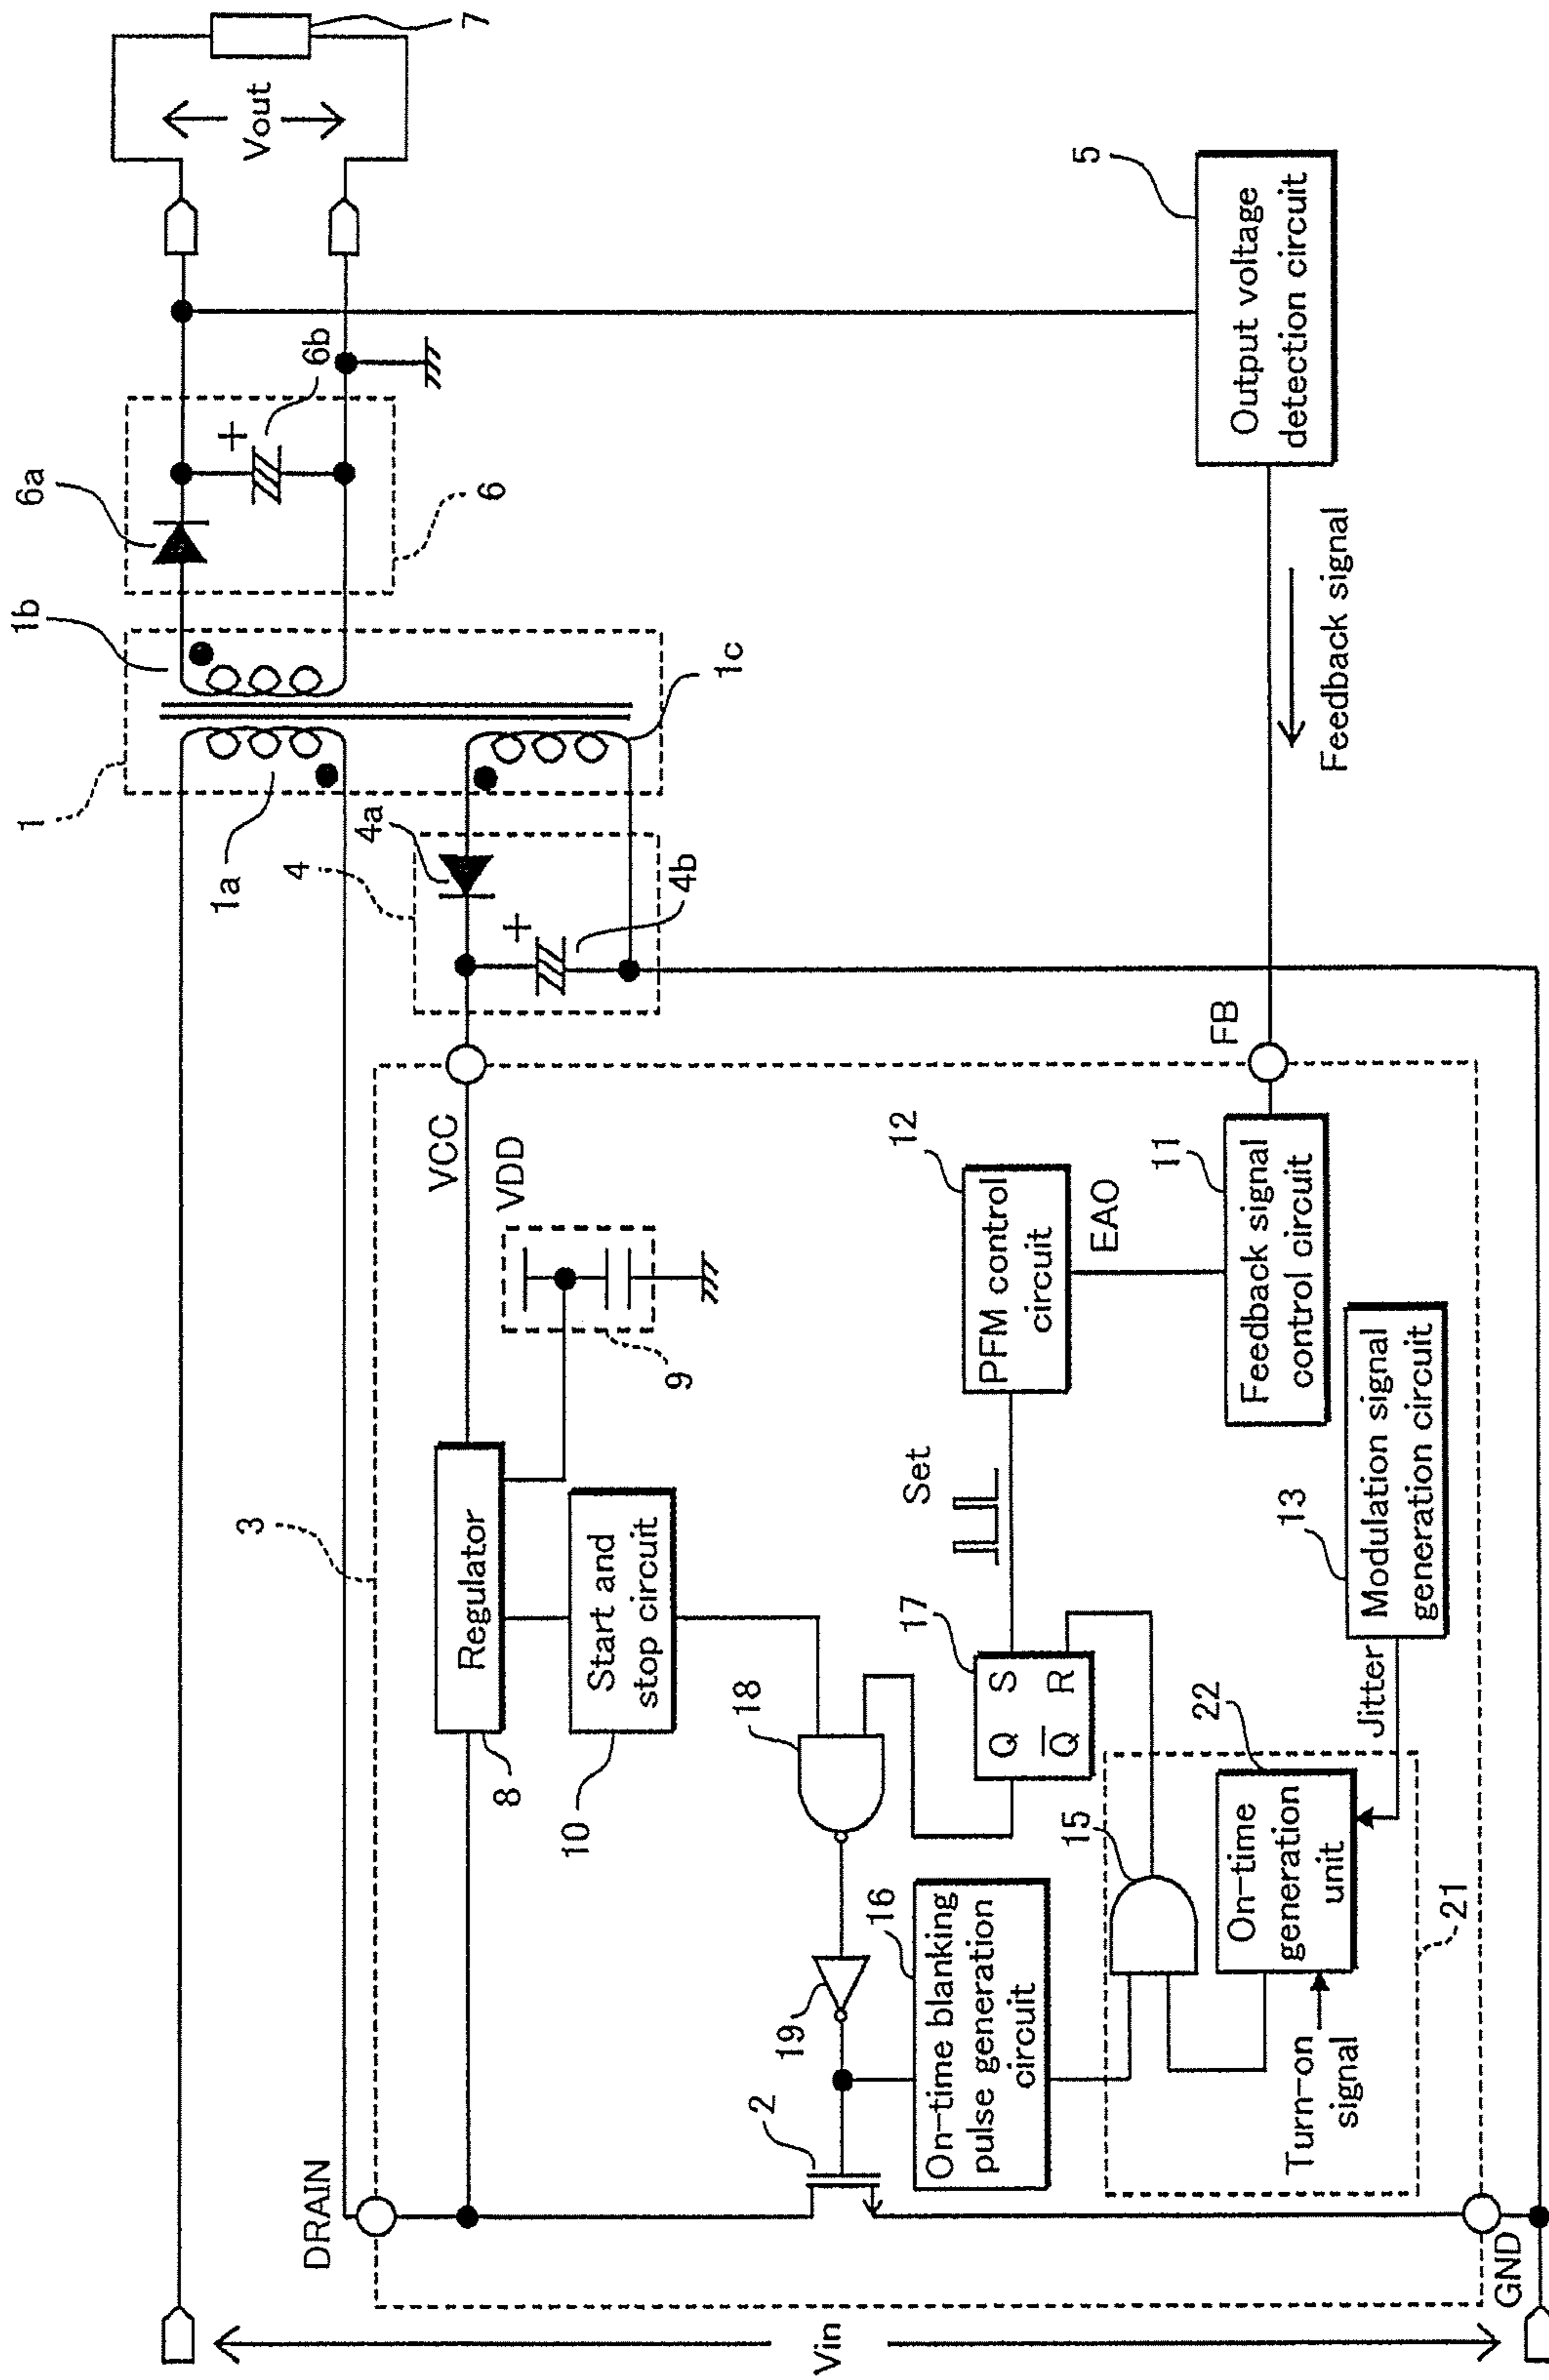 1
1b
6a
1a
4
4a
6
6b
Vout
7
1c
4b
DRAIN
3
VCC
VDD
Regulator
8
9
Start and
stop circuit
10
18
Set
12
PFM control
circuit
EAO
FB
5
Output voltage
detection circuit
Feedback signal
2
19
16
On-time blanking
pulse generation
circuit
17
Q S
Q R
15
22
On-time
generation
unit
Turn-on
signal
21
Jitter
13
Modulation signal
generation circuit
11
Feedback signal
control circuit
Vin
GND
+
+